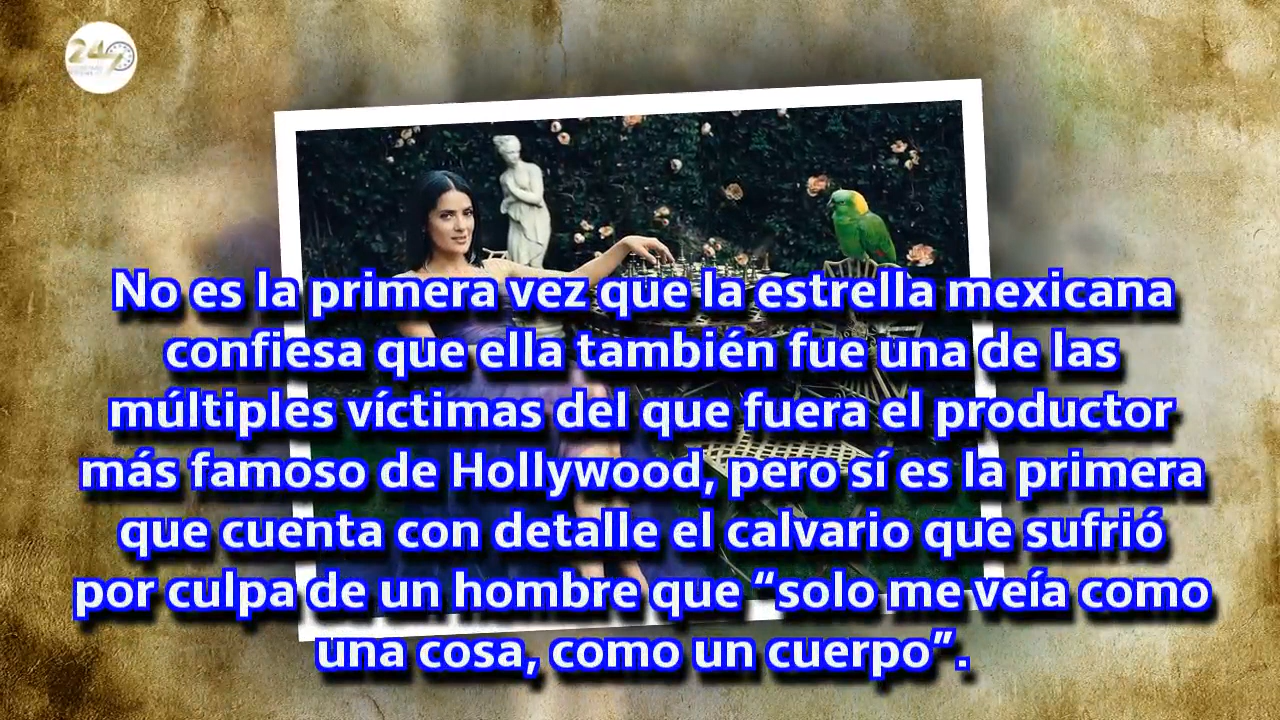 247
No es la primera vez que la estrella mexicana
confiesa que ella también fue una de las
múltiples víctimas del que fuera el productor
más famoso de Hollywood, pero sí es la primera
que cuenta con detalle el calvario que sufrió
por culpa de un hombre que “solo me veía como
una cosa, como un cuerpo”.